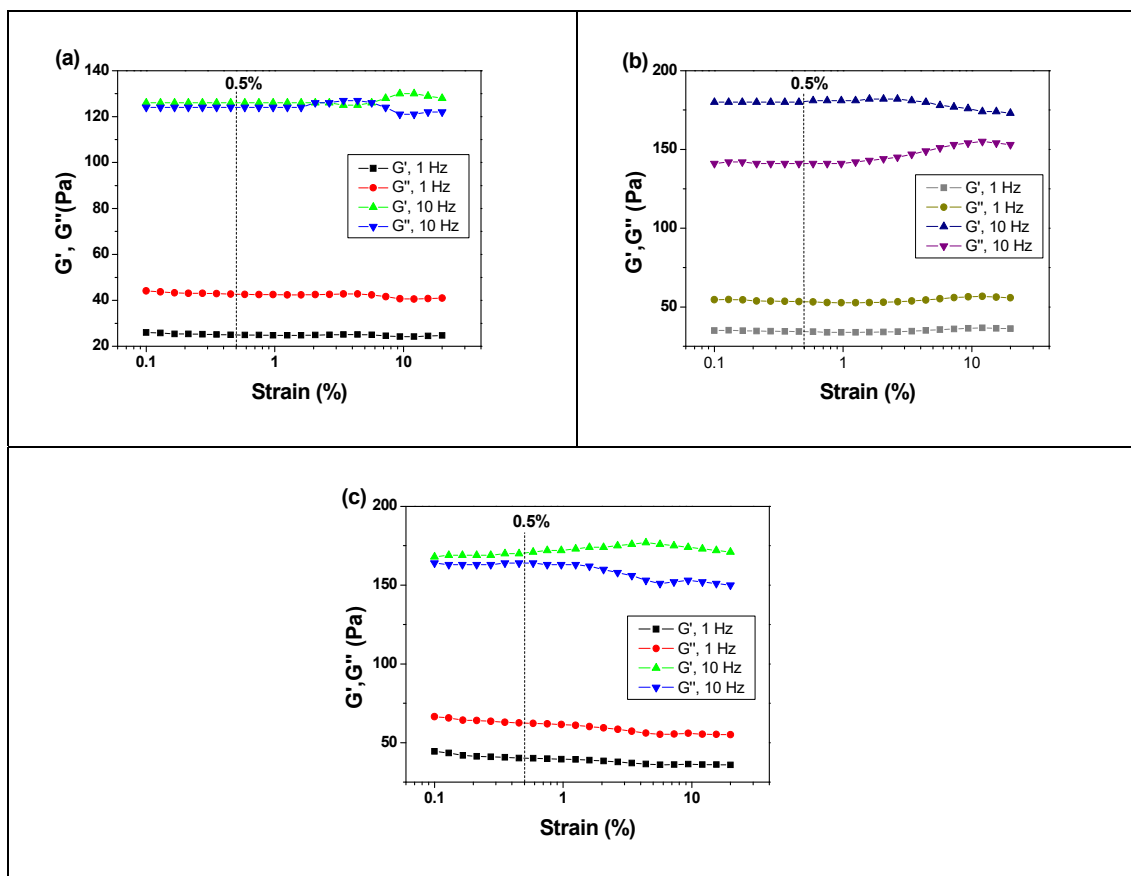 (a)
0.5%
140
120
100
80
60
40
20
G', G"(Pa)
G', 1 Hz
G", 1 Hz
G', 10 Hz
G", 10 Hz
0.1 1 10
Strain (%)
(b)
0.5%
200
150
100
50
G',G" (Pa)
G', 1 Hz
G", 1 Hz
G', 10 Hz
G", 10 Hz
0.1 1 10
Strain (%)
(c)
0.5%
200
150
100
50
G',G" (Pa)
G', 1 Hz
G", 1 Hz
G', 10 Hz
G", 10 Hz
0.1 1 10
Strain (%)